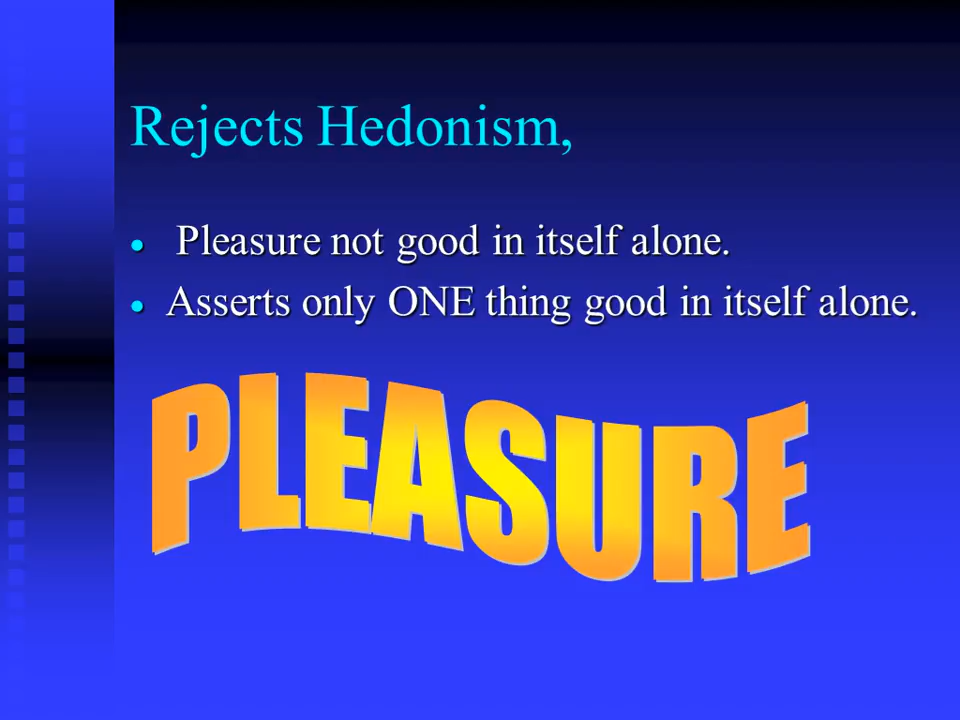 Rejects Hedonism,
• Pleasure not good in itself alone.
• Asserts only ONE thing good in itself alone.
PLEASURE